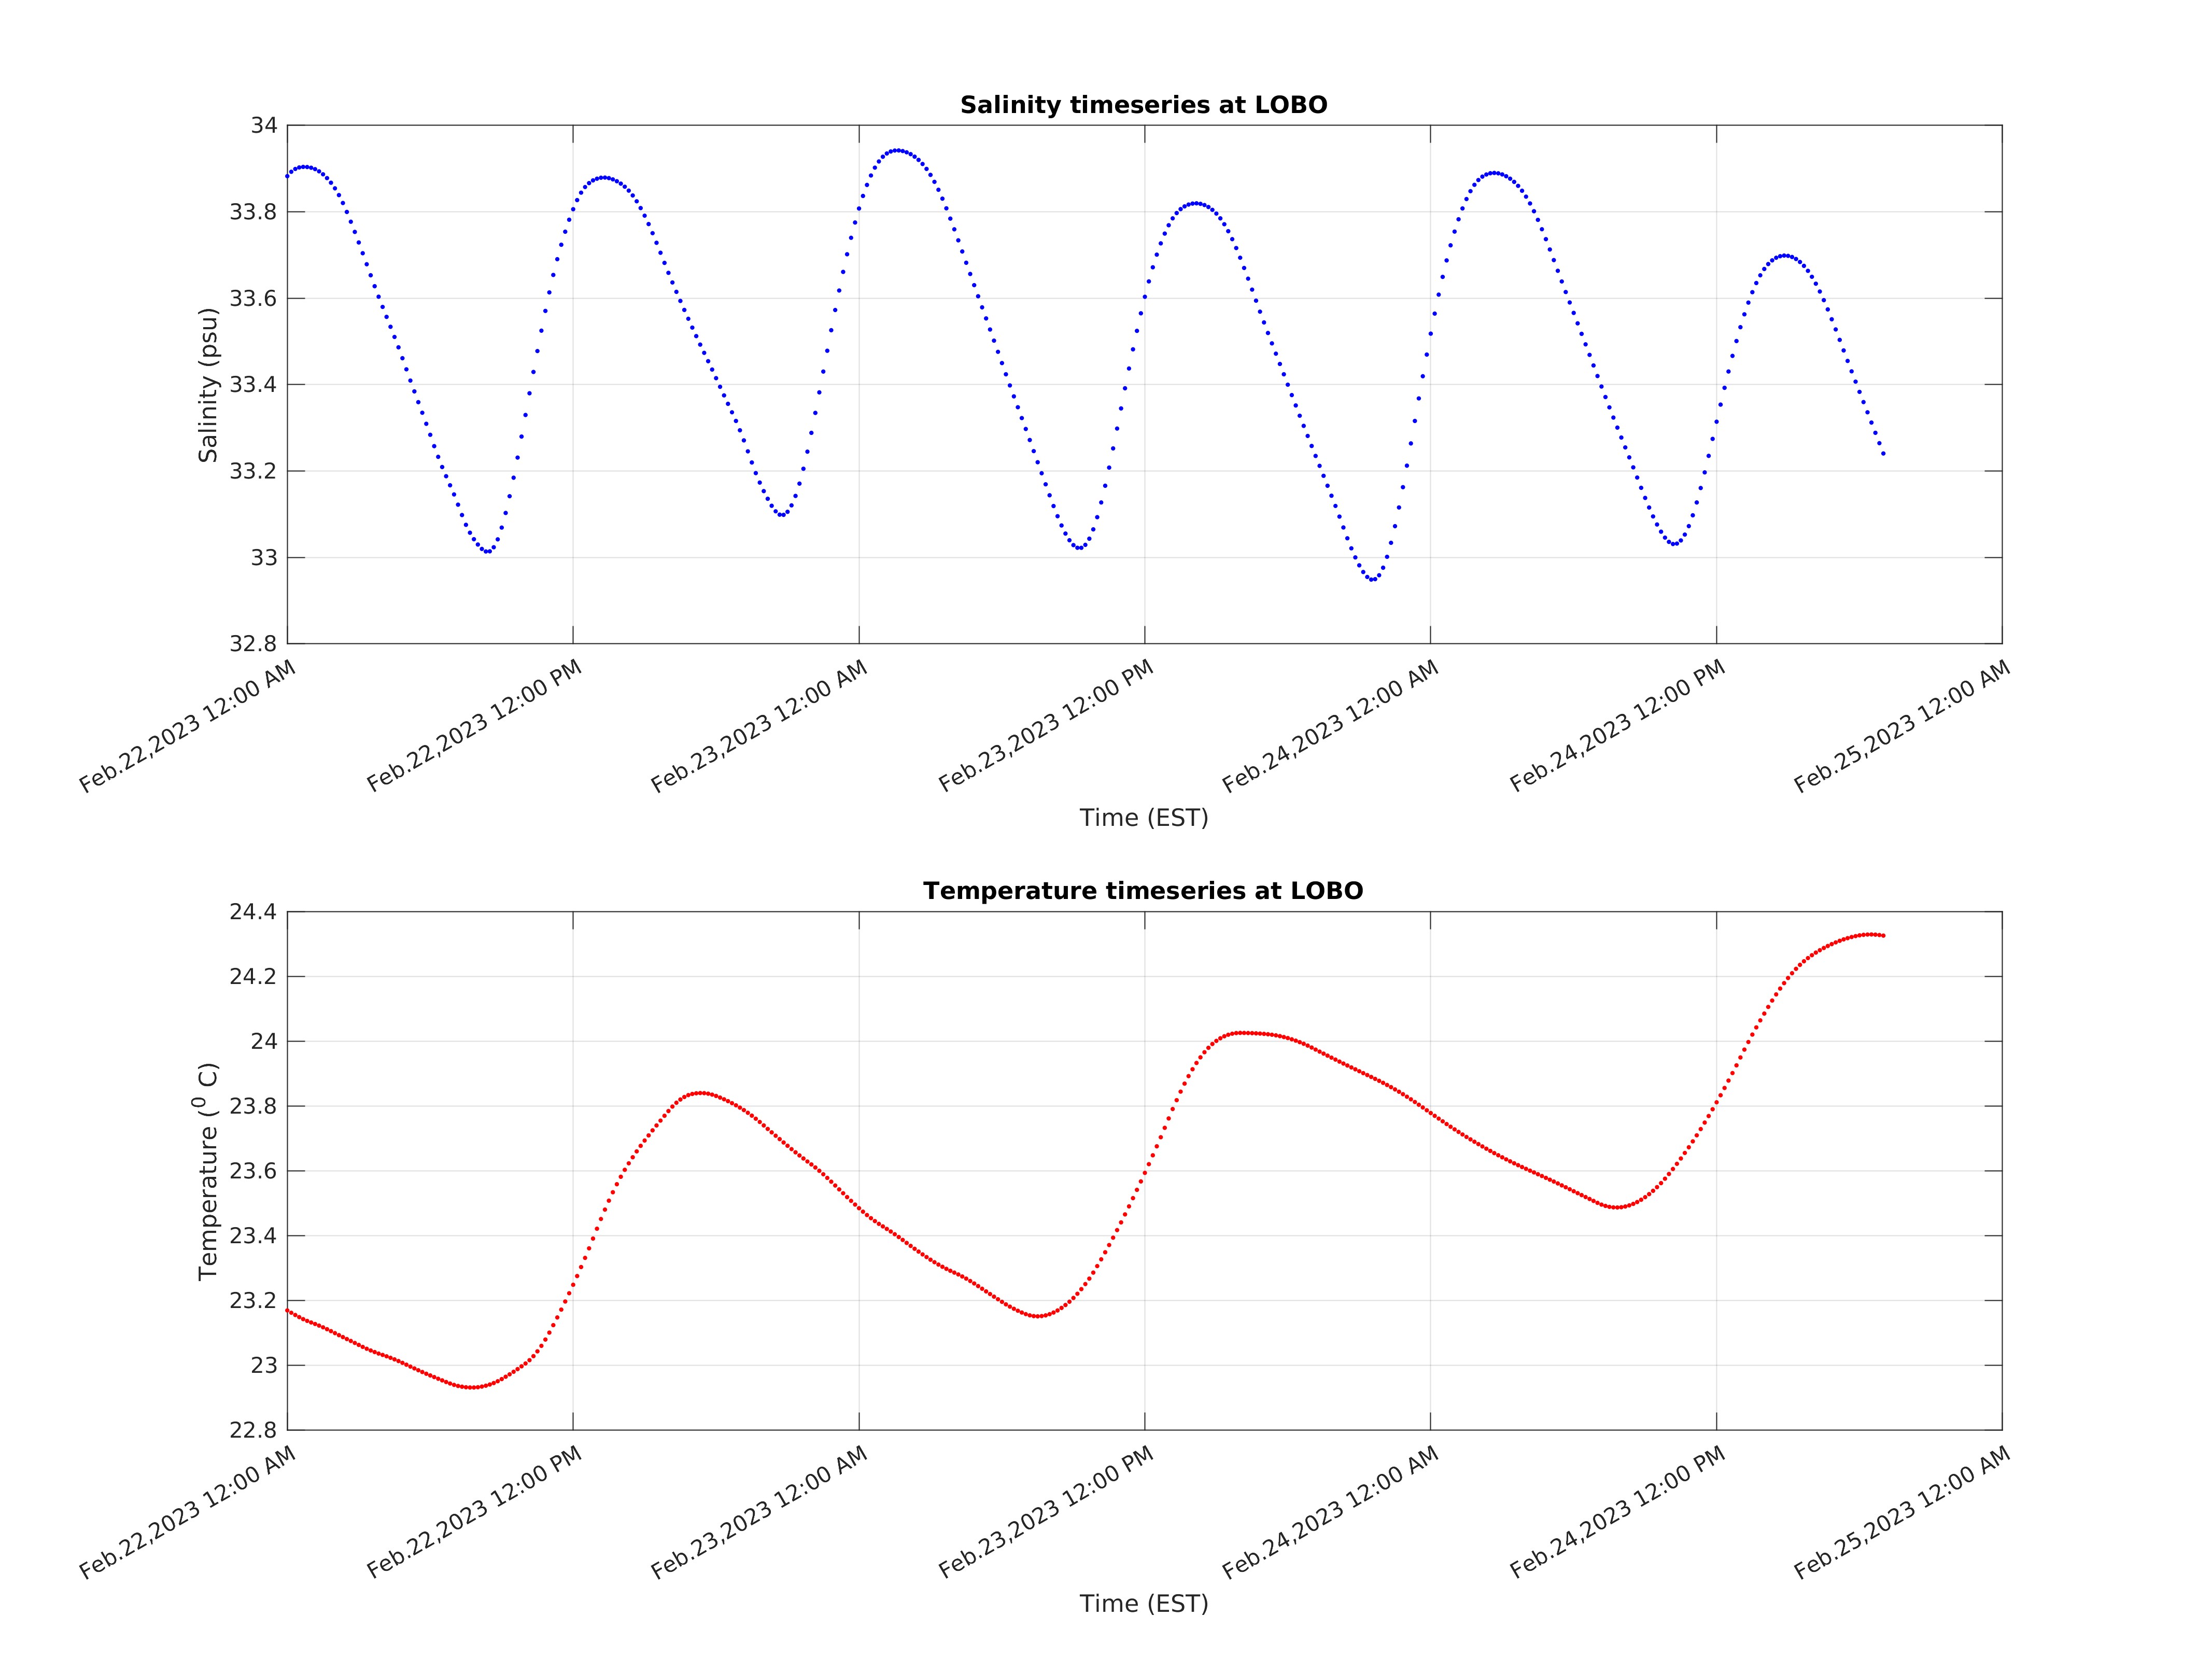 Salinity timeseries at LOBO
34
33.8
33.6
33.4
33.2
33
32.8
Salinity (psu)
Feb.22,2023 12:00 AM
Feb.22,2023 12:00 PM
Feb.23,2023 12:00 AM
Feb.23,2023 12:00 PM
Feb.24,2023 12:00 AM
Feb.24,2023 12:00 PM
Feb.25,2023 12:00 AM
Time (EST)
Temperature timeseries at LOBO
24.4
24.2
24
23.8
23.6
23.4
23.2
23
22.8
Temperature (⁰ C)
Feb.22,2023 12:00 AM
Feb.22,2023 12:00 PM
Feb.23,2023 12:00 AM
Feb.23,2023 12:00 PM
Feb.24,2023 12:00 AM
Feb.24,2023 12:00 PM
Feb.25,2023 12:00 AM
Time (EST)